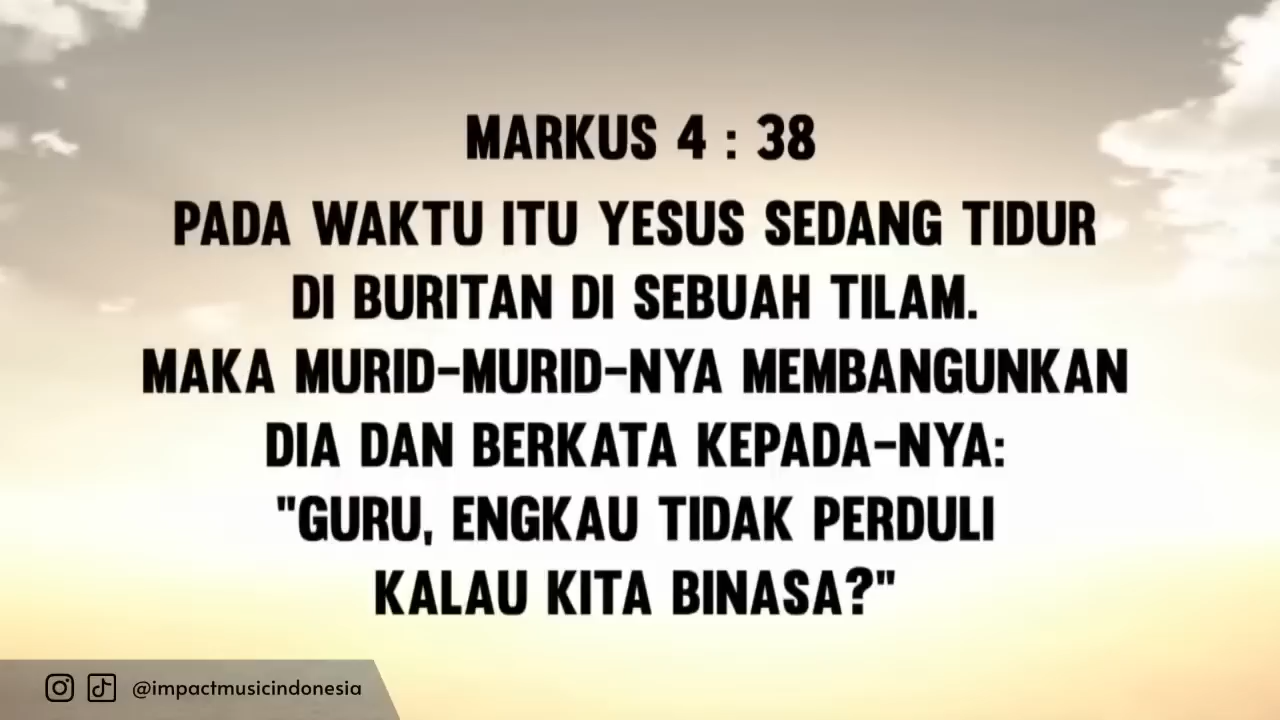 MARKUS 4 : 38
PADA WAKTU ITU YESUS SEDANG TIDUR
DI BURITAN DI SEBUAH TILAM.
MAKA MURID-MURID-NYA MEMBANGUNKAN
DIA DAN BERKATA KEPADA-NYA:
"GURU, ENGKAU TIDAK PERDULI
KALAU KITA BINASA?"
@impactmusicindonesia